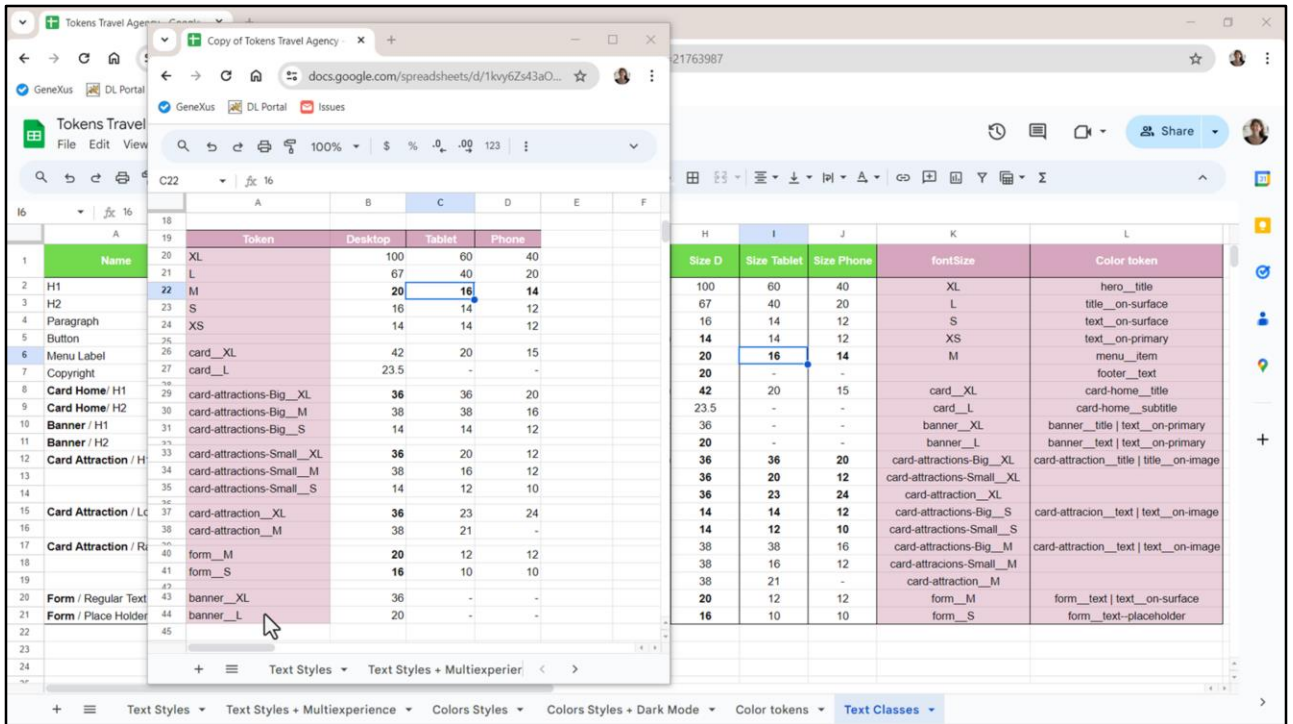 Tokens Travel Agency - Google
Copy of Tokens Travel Agency -
docs.google.com/spreadsheets/d/1kvy6Zs43aO...
21763987
GeneXus DL Portal
GeneXus DL Portal Issues
Tokens Travel
File Edit View
Share
100% $ % .0 .00 123
C22 fx 16
I6 fx 16
A B C D E F
A H I J K L
18
19 Token Desktop Tablet Phone
20 XL 100 60 40
21 L 67 40 20
22 M 20 16 14
23 S 16 14 12
24 XS 14 14 12
25
26 card__XL 42 20 15
27 card__L 23.5 - -
28
29 card-attractions-Big__XL 36 36 20
30 card-attractions-Big__M 38 38 16
31 card-attractions-Big__S 14 14 12
32
33 card-attractions-Small__XL 36 20 12
34 card-attractions-Small__M 38 16 12
35 card-attractions-Small__S 14 12 10
36
37 card-attraction__XL 36 23 24
38 card-attraction__M 38 21 -
40 form__M 20 12 12
41 form__S 16 10 10
42
43 banner__XL 36 - -
44 banner__L 20 - -
45
Text Styles Text Styles + Multiexperier
1 Name Size D Size Tablet Size Phone fontSize Color token
2 H1 100 60 40 XL hero__title
3 H2 67 40 20 L title__on-surface
4 Paragraph 16 14 12 S text__on-surface
5 Button 14 14 12 XS text__on-primary
6 Menu Label 20 16 14 M menu__item
7 Copyright 20 - - footer__text
8 Card Home/ H1 42 20 15 card__XL card-home__title
9 Card Home/ H2 23.5 - - card__L card-home__subtitle
10 Banner / H1 36 - - banner__XL banner__title | text__on-primary
11 Banner / H2 20 - - banner__L banner__text | text__on-primary
12 Card Attraction / H 36 36 20 card-attractions-Big__XL card-attraction__title | title__on-image
13 36 20 12 card-attractions-Small__XL
14 36 23 24 card-attraction__XL
15 Card Attraction / Lo 14 14 12 card-attractions-Big__S card-attracion__text | text__on-image
16 14 12 10 card-attractions-Small__S
17 Card Attraction / Ra 38 38 16 card-attractions-Big__M card-attraction__text | text__on-image
18 38 16 12 card-attracions-Small__M
19 38 21 - card-attraction__M
20 Form / Regular Text 20 12 12 form__M form__text | text__on-surface
21 Form / Place Holder 16 10 10 form__S form__text--placeholder
22
23
24
Text Styles Text Styles + Multiexperience Colors Styles Colors Styles + Dark Mode Color tokens Text Classes